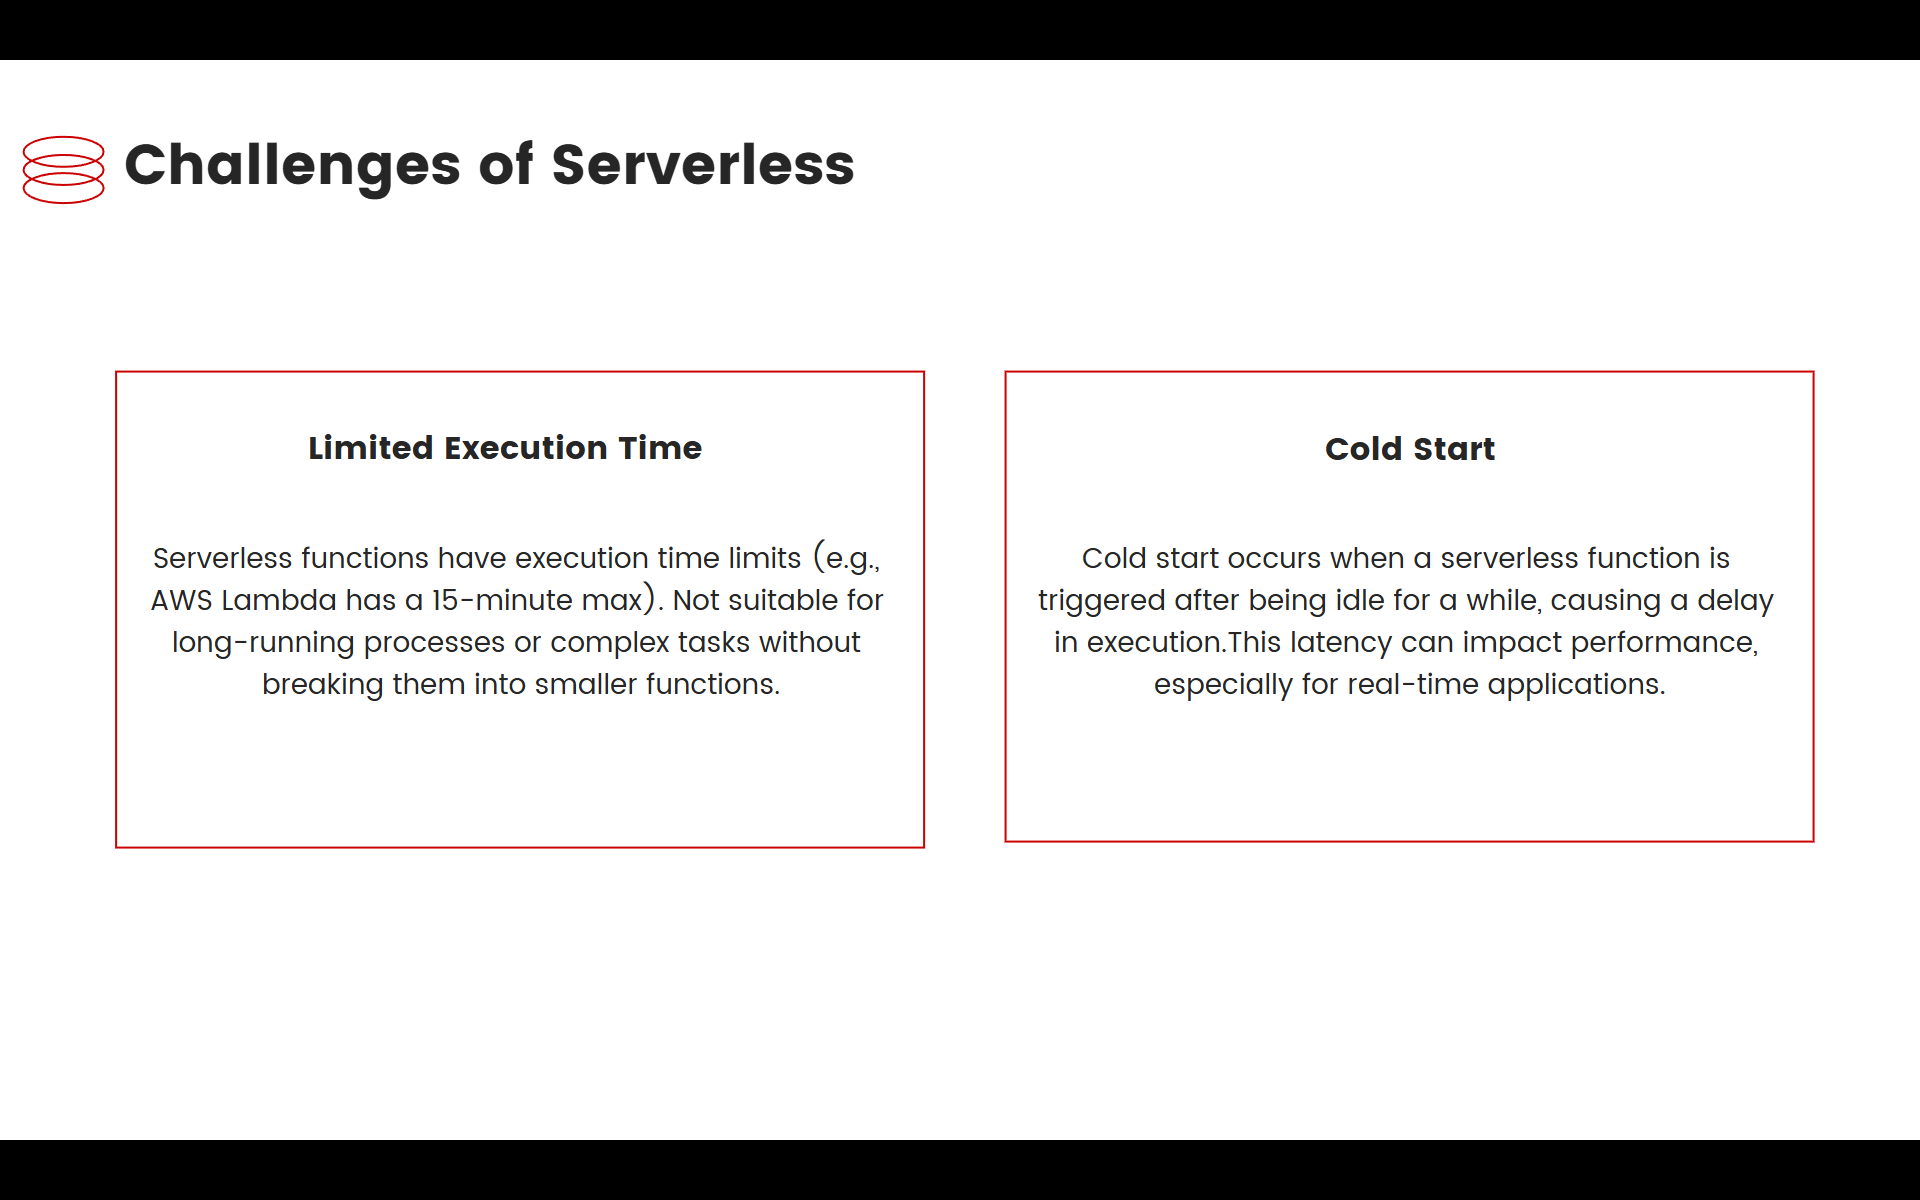 Challenges of Serverless
Limited Execution Time
Serverless functions have execution time limits (e.g.,
AWS Lambda has a 15-minute max). Not suitable for
long-running processes or complex tasks without
breaking them into smaller functions.
Cold Start
Cold start occurs when a serverless function is
triggered after being idle for a while, causing a delay
in execution.This latency can impact performance,
especially for real-time applications.